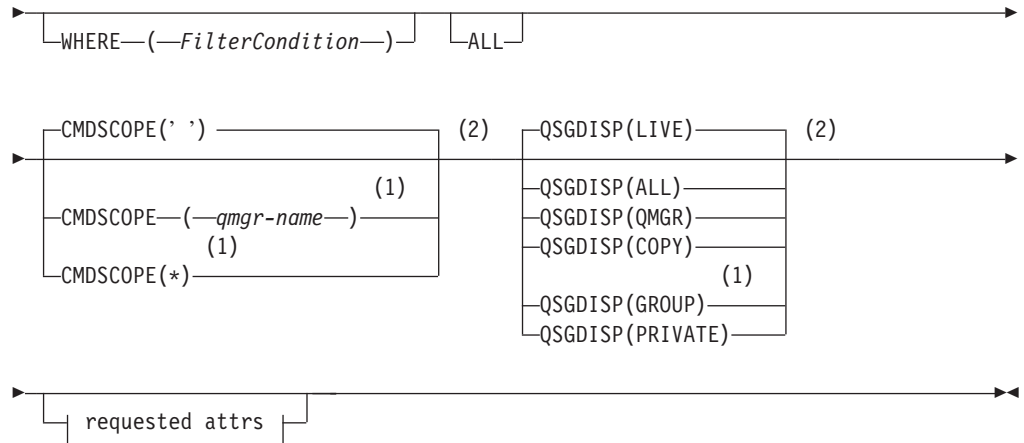 WHERE ( FilterCondition ) ALL
CMDSCOPE(’ ’) (2) QSGDISP(LIVE) (2)
(1) QSGDISP(ALL)
CMDSCOPE ( qmgr-name ) QSGDISP(QMGR)
(1) QSGDISP(COPY)
CMDSCOPE(*) (1)
QSGDISP(GROUP)
QSGDISP(PRIVATE)
requested attrs